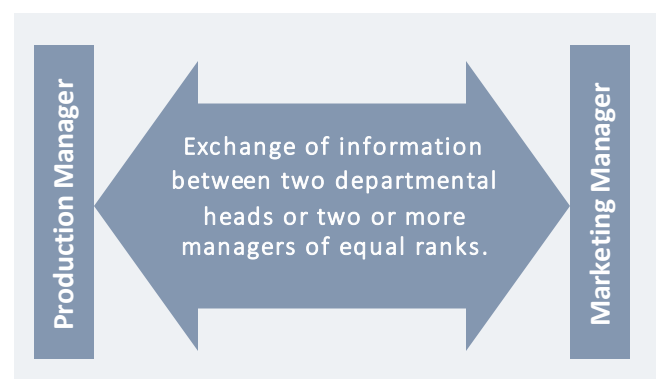 Production Manager
Exchange of information
between two departmental
heads or two or more
managers of equal ranks.
Marketing Manager